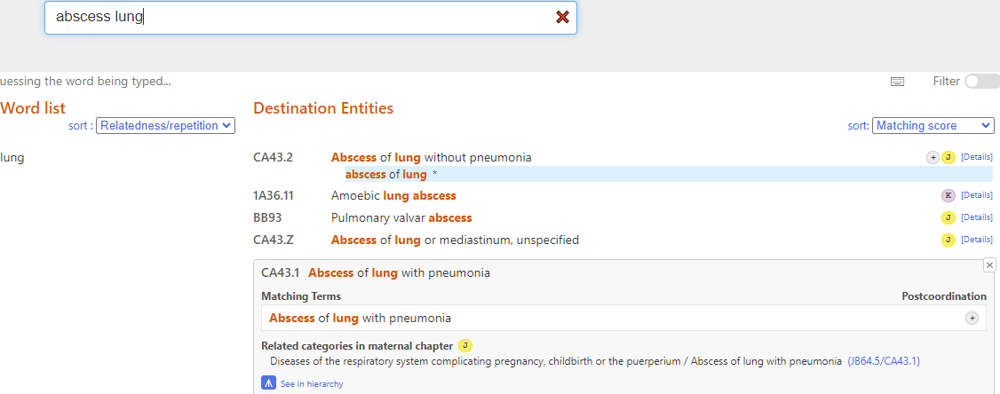 abscess lung
uessing the word being typed...
Filter
Word list
Destination Entities
sort : Relatedness/repetition
sort: Matching score
lung
CA43.2 Abscess of lung without pneumonia + J [Details]
abscess of lung *
1A36.11 Amoebic lung abscess K [Details]
BB93 Pulmonary valvar abscess J [Details]
CA43.Z Abscess of lung or mediastinum, unspecified J [Details]
CA43.1 Abscess of lung with pneumonia
Matching Terms Postcoordination
Abscess of lung with pneumonia +
Related categories in maternal chapter J
Diseases of the respiratory system complicating pregnancy, childbirth or the puerperium / Abscess of lung with pneumonia (JB64.5/CA43.1)
See in hierarchy